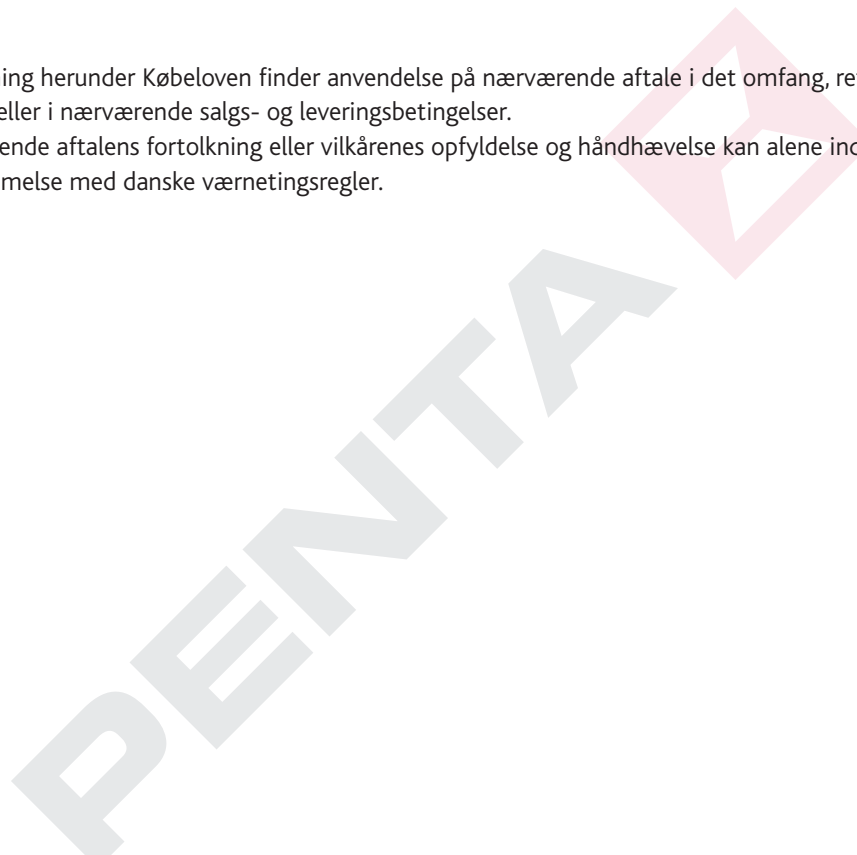 ing herunder Købeloven finder anvendelse på nærværende aftale i det omfang, re
eller i nærværende salgs- og leveringsbetingelser.
ende aftalens fortolkning eller vilkårenes opfyldelse og håndhævelse kan alene in
melse med danske værnetingsregler.
PENTA